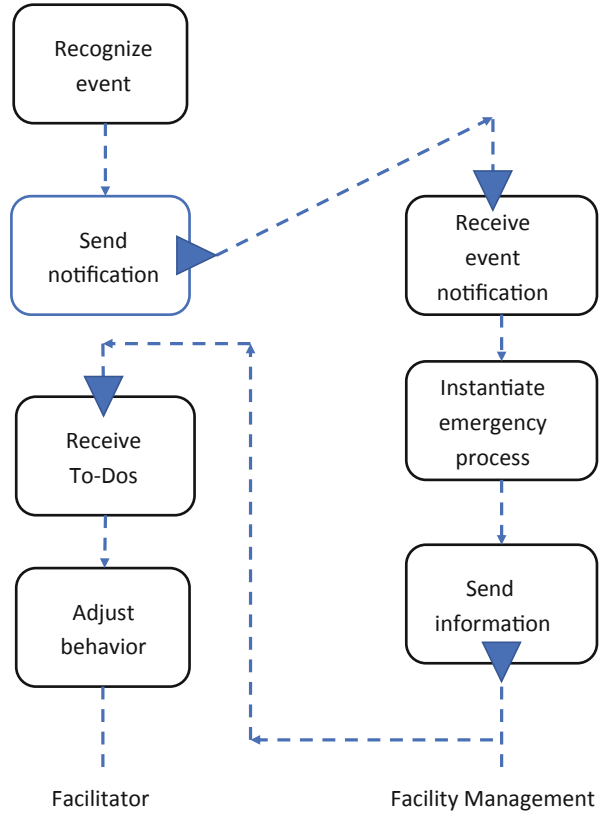 Recognize
event
Send
notification
Receive
event
notification
Receive
To-Dos
Instantiate
emergency
process
Adjust
behavior
Send
information
Facilitator
Facility Management